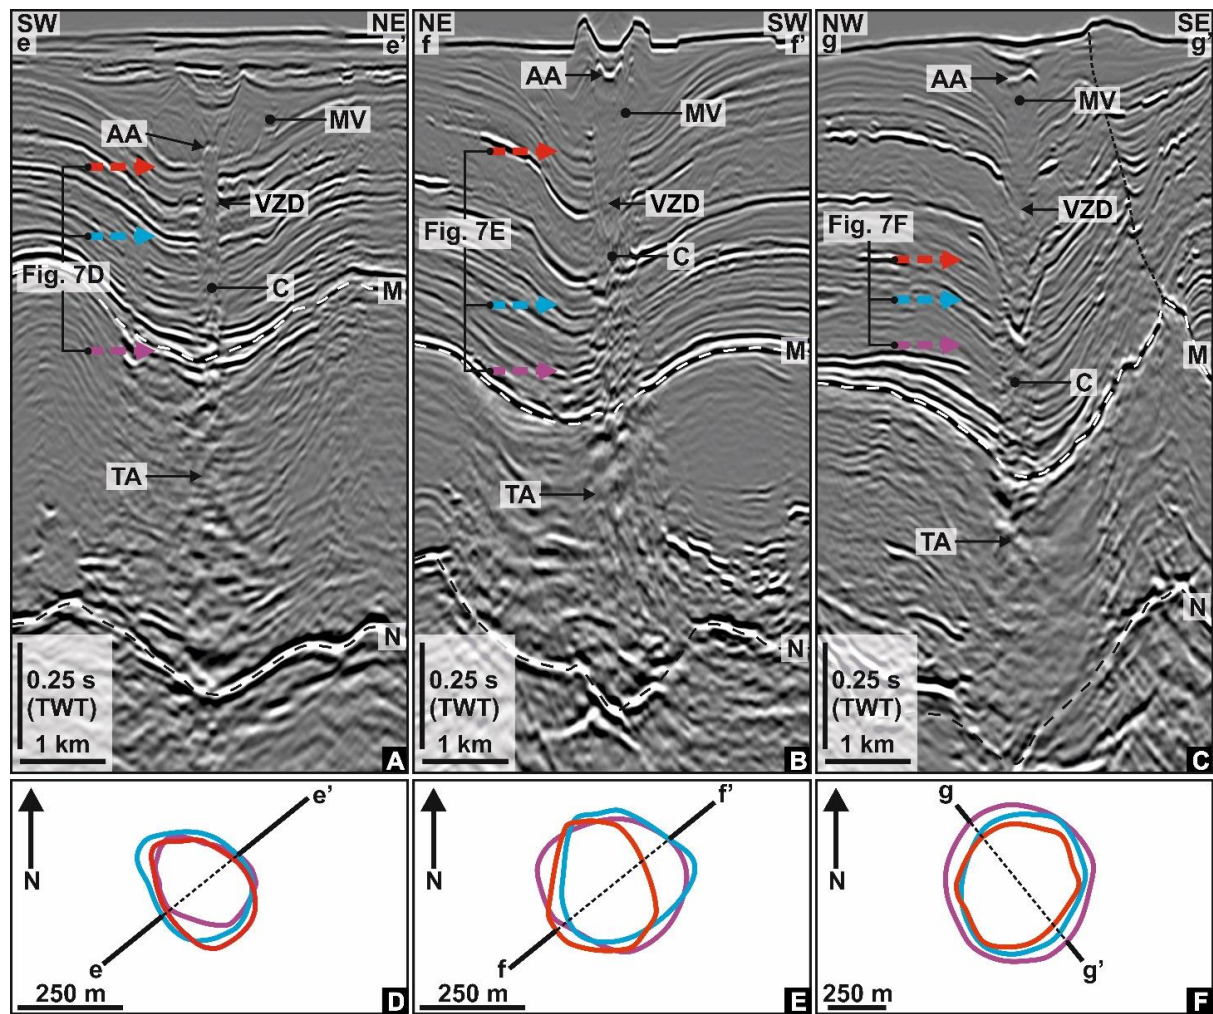 SW NE
e e'
AA
MV
VZD
Fig. 7D
C
M
TA
N
0.25 s
(TWT)
1 km
A
NE SW
f f'
AA
MV
VZD
Fig. 7E
C
M
TA
N
0.25 s
(TWT)
1 km
B
NW SE
g g'
AA
MV
VZD
Fig. 7F
C
M
TA
N
0.25 s
(TWT)
1 km
C
e'
N
e
250 m
D
f'
N
f
250 m
E
g
N
g'
250 m
F